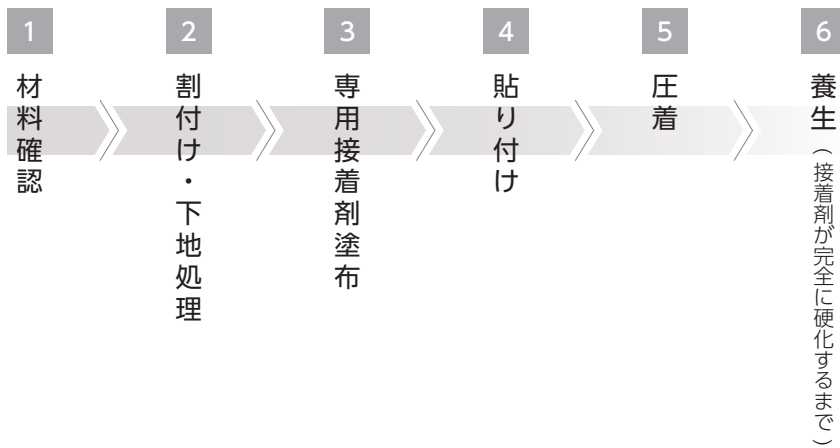 1
材料確認
2
割付け・下地処理
3
専用接着剤塗布
4
貼り付け
5
圧着
6
養生（接着剤が完全に硬化するまで）